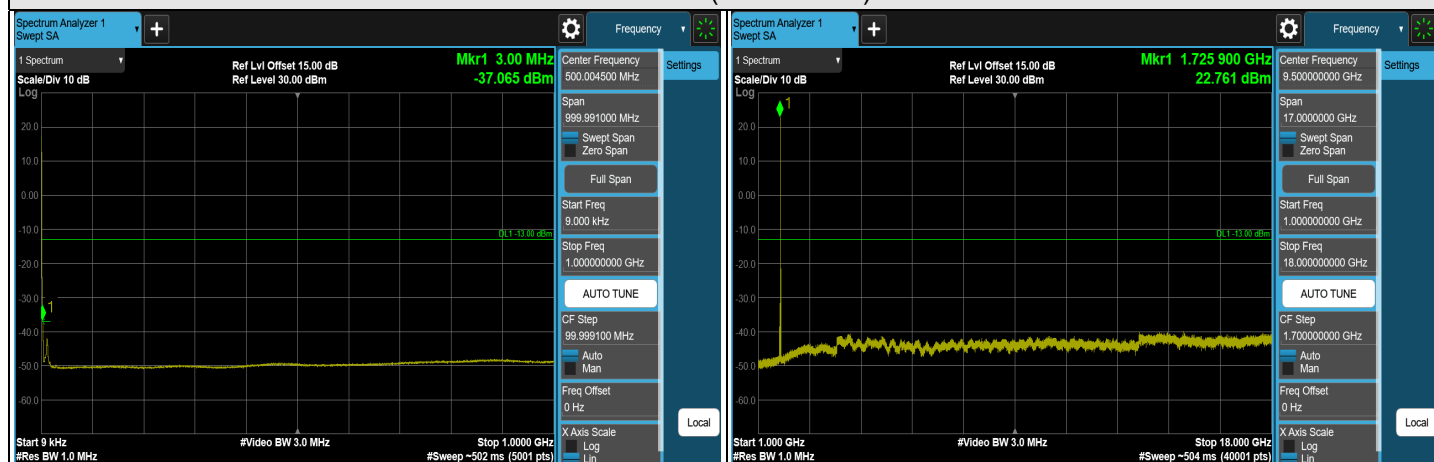 Spectrum Analyzer 1
Swept SA
+
Frequency
1 Spectrum
Scale/Div 10 dB
Log
Ref Lvl Offset 15.00 dB
Ref Level 30.00 dBm
Mkr1 3.00 MHz
-37.065 dBm
20.0
10.0
0.00
-10.0
-20.0
-30.0
-40.0
-50.0
-60.0
1
DL1 -13.00 dBm
Start 9 kHz
#Res BW 1.0 MHz
#Video BW 3.0 MHz
Stop 1.0000 GHz
#Sweep ~502 ms (5001 pts)
Center Frequency
500.004500 MHz
Span
999.991000 MHz
Swept Span
Zero Span
Full Span
Start Freq
9.000 kHz
Stop Freq
1.000000000 GHz
AUTO TUNE
CF Step
99.999100 MHz
Auto
Man
Freq Offset
0 Hz
X Axis Scale
Log
Lin
Settings
Local
Spectrum Analyzer 1
Swept SA
+
Frequency
1 Spectrum
Scale/Div 10 dB
Log
Ref Lvl Offset 15.00 dB
Ref Level 30.00 dBm
Mkr1 1.725 900 GHz
22.761 dBm
1
20.0
10.0
0.00
-10.0
-20.0
-30.0
-40.0
-50.0
-60.0
DL1 -13.00 dBm
Start 1.000 GHz
#Res BW 1.0 MHz
#Video BW 3.0 MHz
Stop 18.000 GHz
#Sweep ~504 ms (40001 pts)
Center Frequency
9.500000000 GHz
Span
17.0000000 GHz
Swept Span
Zero Span
Full Span
Start Freq
1.000000000 GHz
Stop Freq
18.000000000 GHz
AUTO TUNE
CF Step
1.700000000 GHz
Auto
Man
Freq Offset
0 Hz
X Axis Scale
Log
Lin
Settings
Local